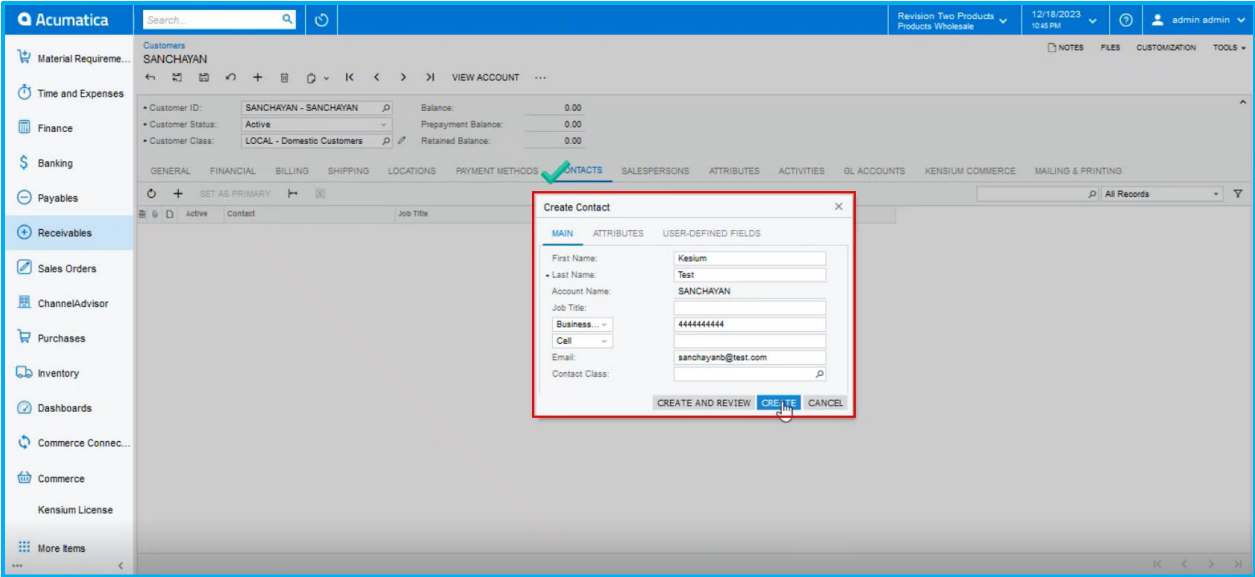 Acumatica
Search...
Revision Two Products
Products Wholesale
12/18/2023
10:45 PM
admin admin
Material Requireme...
Time and Expenses
Finance
Banking
Payables
Receivables
Sales Orders
ChannelAdvisor
Purchases
Inventory
Dashboards
Commerce Connec...
Commerce
Kensium License
More Items
Customers
SANCHAYAN
NOTES FILES CUSTOMIZATION TOOLS
VIEW ACCOUNT
Customer ID: SANCHAYAN - SANCHAYAN Balance: 0.00
Customer Status: Active Prepayment Balance: 0.00
Customer Class: LOCAL - Domestic Customers Retained Balance: 0.00
GENERAL FINANCIAL BILLING SHIPPING LOCATIONS PAYMENT METHODS ONTACTS SALESPERSONS ATTRIBUTES ACTIVITIES GL ACCOUNTS KENSIUM COMMERCE MAILING & PRINTING
SET AS PRIMARY All Records
Active Contact Job Title
Create Contact
MAIN ATTRIBUTES USER-DEFINED FIELDS
First Name: Kesium
Last Name: Test
Account Name: SANCHAYAN
Job Title:
Business... 4444444444
Cell
Email: sanchayanb@test.com
Contact Class:
CREATE AND REVIEW CREATE CANCEL